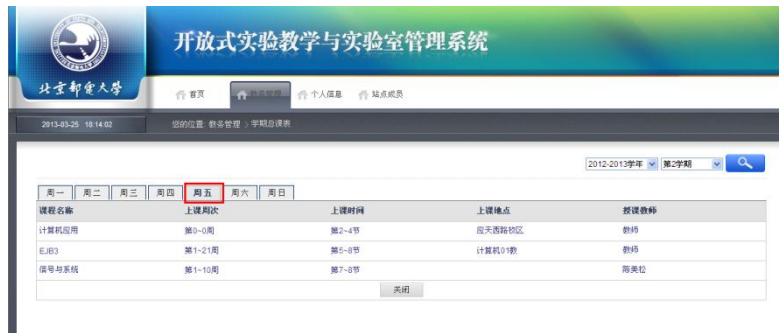 开放式实验教学与实验室管理系统
北京邮电大学
首页 教务管理 个人信息 站点成员
2013-03-25 18:14:02 您的位置: 教务管理 > 学期总课表
2012-2013学年 第2学期
周一 周二 周三 周四 周五 周六 周日
课程名称 上课周次 上课时间 上课地点 授课教师
计算机应用 第0~0周 第2~4节 应天西路校区 教师
EJB3 第1~21周 第5~8节 计算机01教 教师
信号与系统 第1~10周 第7~8节 陈美松
关闭